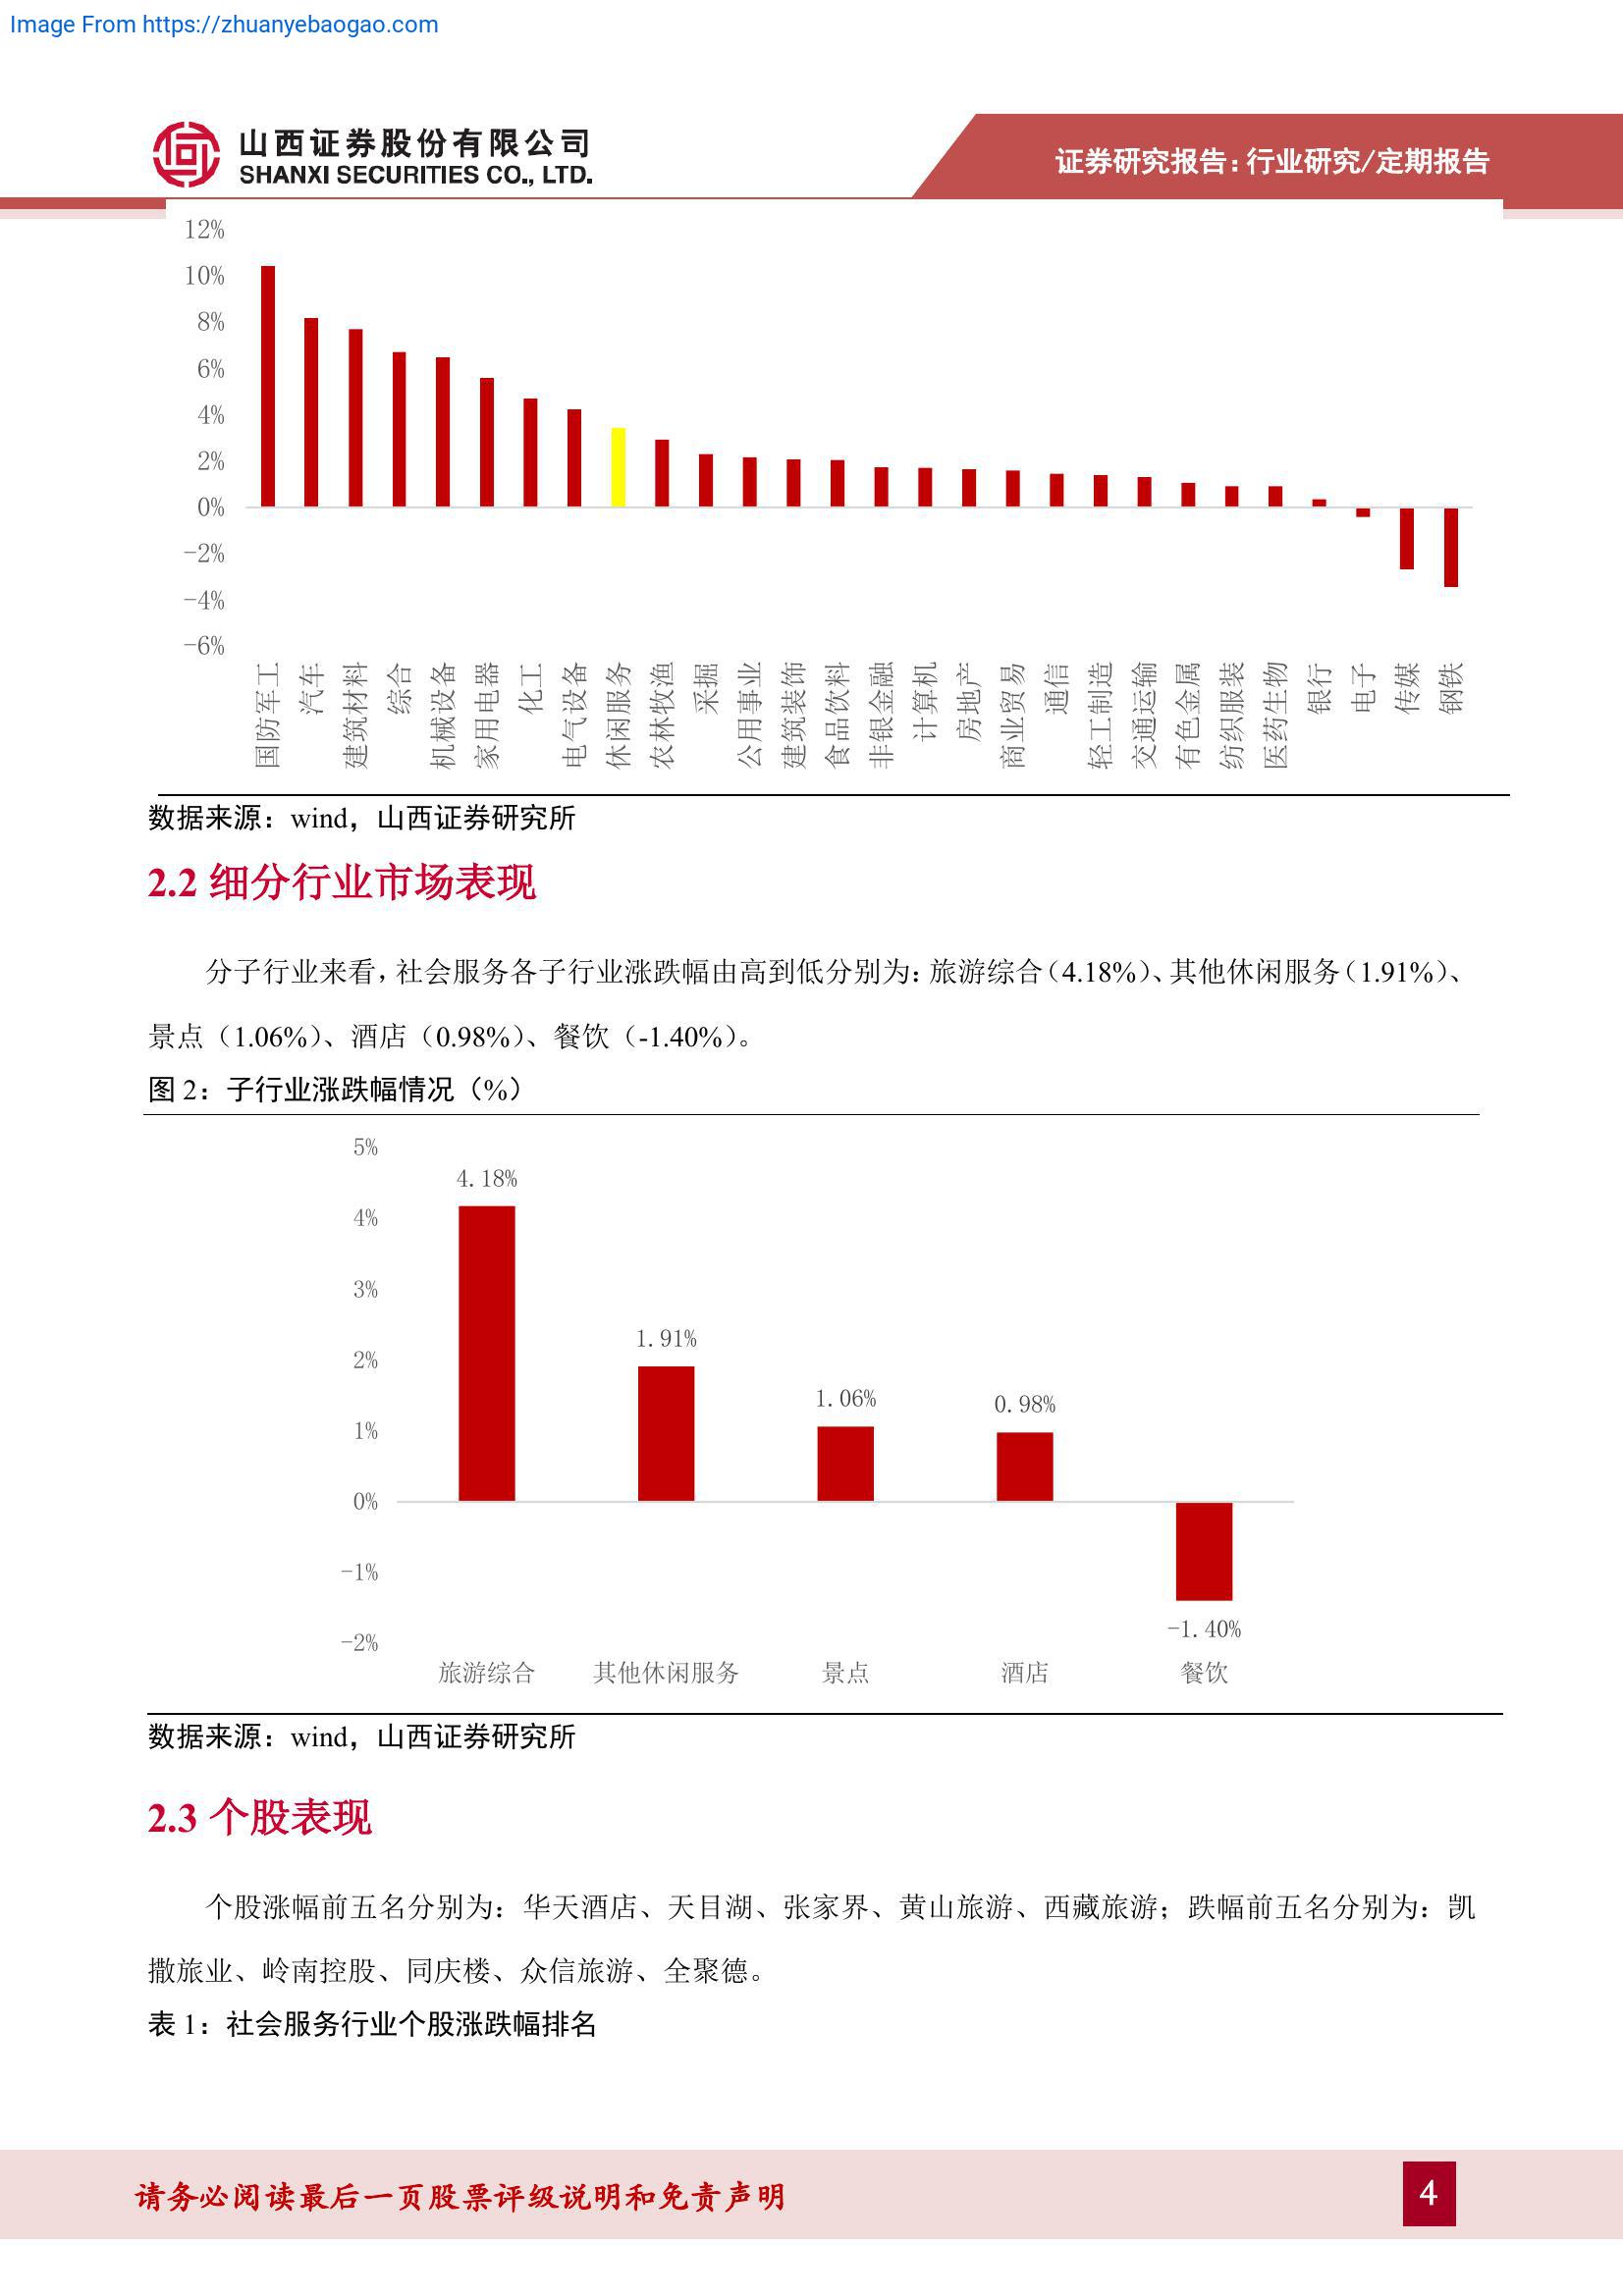 Image From https://zhuanyebaogao.com
山西证券股份有限公司
SHANXI SECURITIES CO., LTD.
证券研究报告：行业研究/定期报告
12%
10%
8%
6%
4%
2%
0%
-2%
-4%
-6%
国防军工
汽车
建筑材料
综合
机械设备
家用电器
化工
电气设备
休闲服务
农林牧渔
采掘
公用事业
建筑装饰
食品饮料
非银金融
计算机
房地产
商业贸易
通信
轻工制造
交通运输
有色金属
纺织服装
医药生物
银行
电子
传媒
钢铁
数据来源：wind，山西证券研究所
2.2 细分行业市场表现
分子行业来看，社会服务各子行业涨跌幅由高到低分别为：旅游综合（4.18%）、其他休闲服务（1.91%）、
景点（1.06%）、酒店（0.98%）、餐饮（-1.40%）。
图 2：子行业涨跌幅情况（%）
5%
4%
3%
2%
1%
0%
-1%
-2%
4.18%
1.91%
1.06%
0.98%
-1.40%
旅游综合
其他休闲服务
景点
酒店
餐饮
数据来源：wind，山西证券研究所
2.3 个股表现
个股涨幅前五名分别为：华天酒店、天目湖、张家界、黄山旅游、西藏旅游；跌幅前五名分别为：凯
撒旅业、岭南控股、同庆楼、众信旅游、全聚德。
表 1：社会服务行业个股涨跌幅排名
请务必阅读最后一页股票评级说明和免责声明
4